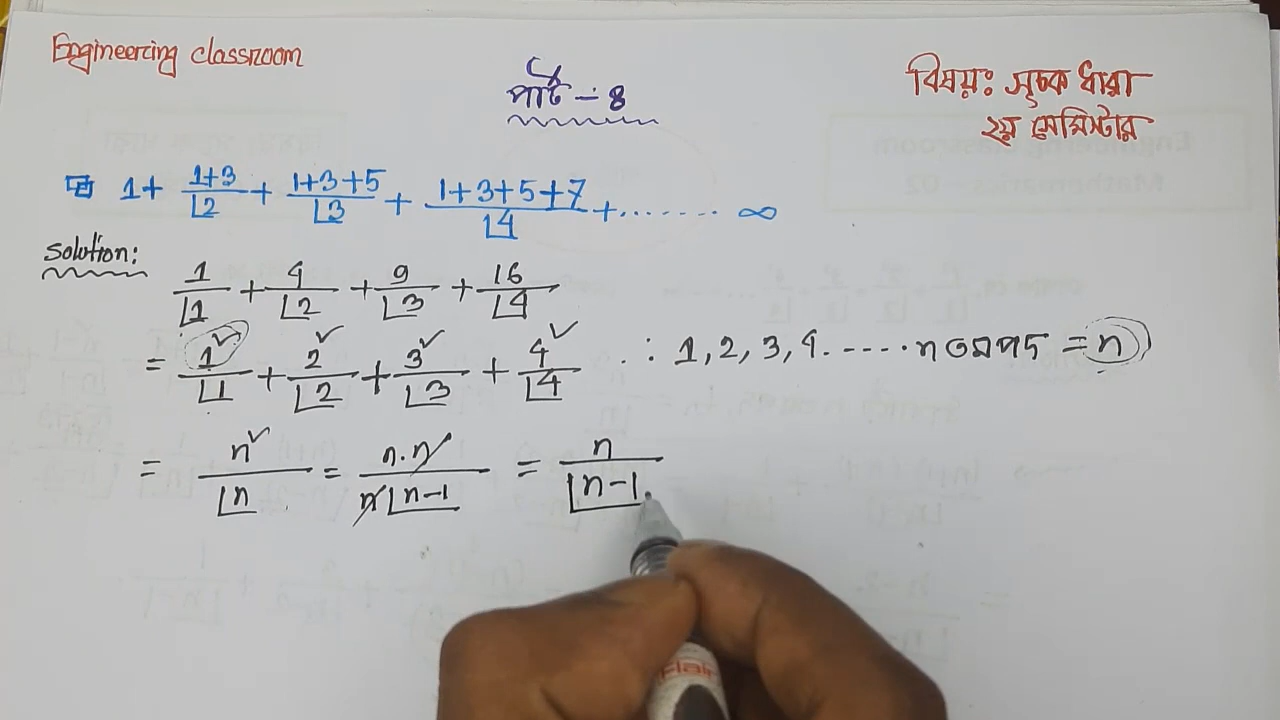 Engineering classroom
পার্ট - ৪
বিষয়ঃ সূচক ধারা
২য় সেমিস্টার
1 + (1+3)/⌊2 + (1+3+5)/⌊3 + (1+3+5+7)/⌊4 + ........ ∞
Solution:
1/⌊1 + 4/⌊2 + 9/⌊3 + 16/⌊4
= 1²/⌊1 + 2²/⌊2 + 3²/⌊3 + 4²/⌊4 ∴ 1, 2, 3, 4.-----.n তম পদ = n
= n²/⌊n = n.n/n⌊n-1 = n/⌊n-1.
Flair